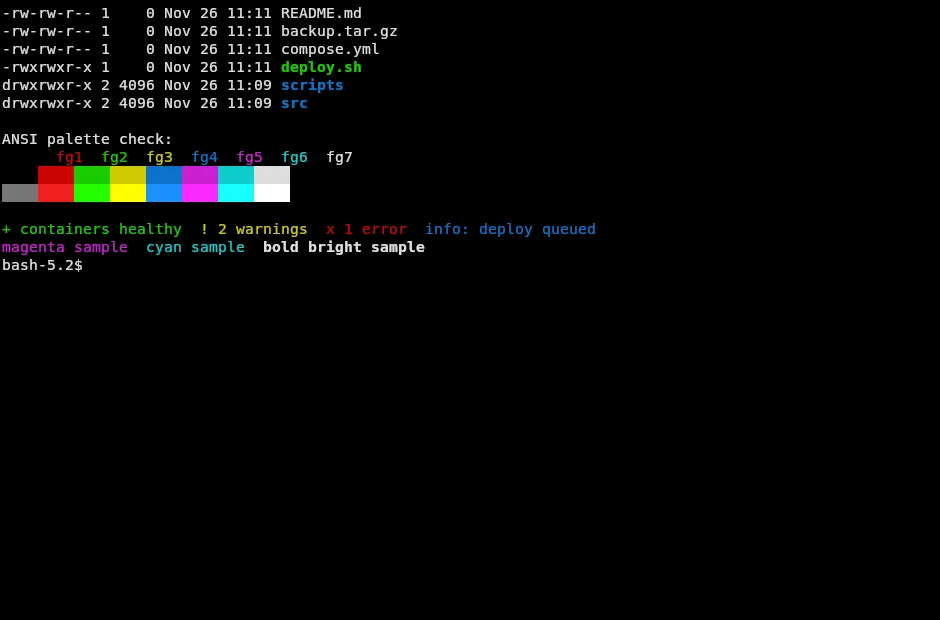 -rw-rw-r-- 1    0 Nov 26 11:11 README.md
-rw-rw-r-- 1    0 Nov 26 11:11 backup.tar.gz
-rw-rw-r-- 1    0 Nov 26 11:11 compose.yml
-rwxrwxr-x 1    0 Nov 26 11:11 deploy.sh
drwxrwxr-x 2 4096 Nov 26 11:09 scripts
drwxrwxr-x 2 4096 Nov 26 11:09 src
ANSI palette check:
fg1  fg2  fg3  fg4  fg5  fg6  fg7
+ containers healthy  ! 2 warnings  x 1 error  info: deploy queued
magenta sample  cyan sample  bold bright sample
bash-5.2$